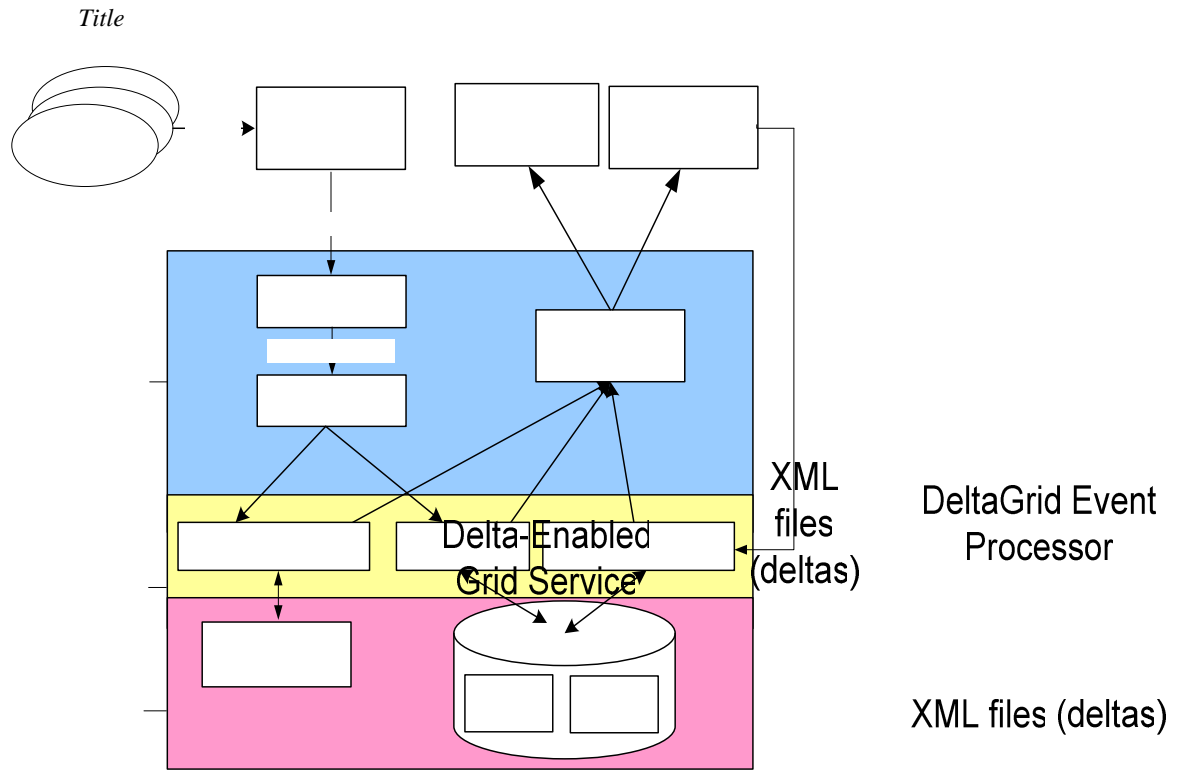 Title
XML
files
(deltas)
DeltaGrid Event
Processor
Delta-Enabled
Grid Service
XML files (deltas)